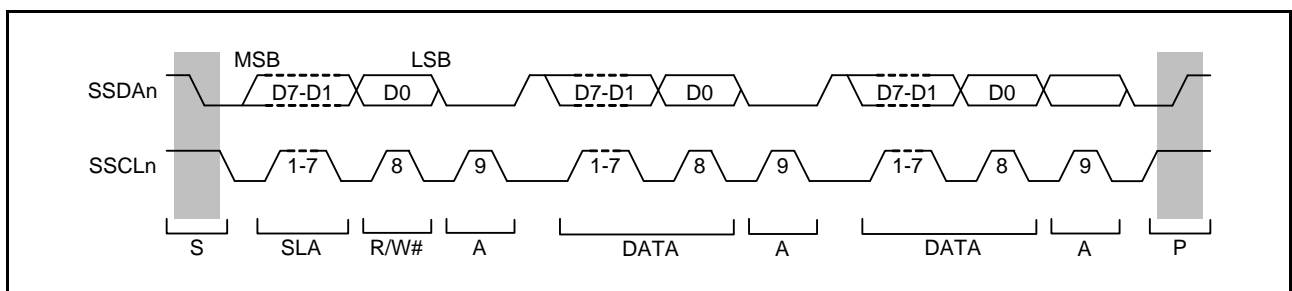 MSB LSB
SSDAn D7-D1 D0 D7-D1 D0 D7-D1 D0
SSCLn 1-7 8 9 1-7 8 9 1-7 8 9
S SLA R/W# A DATA A DATA A P